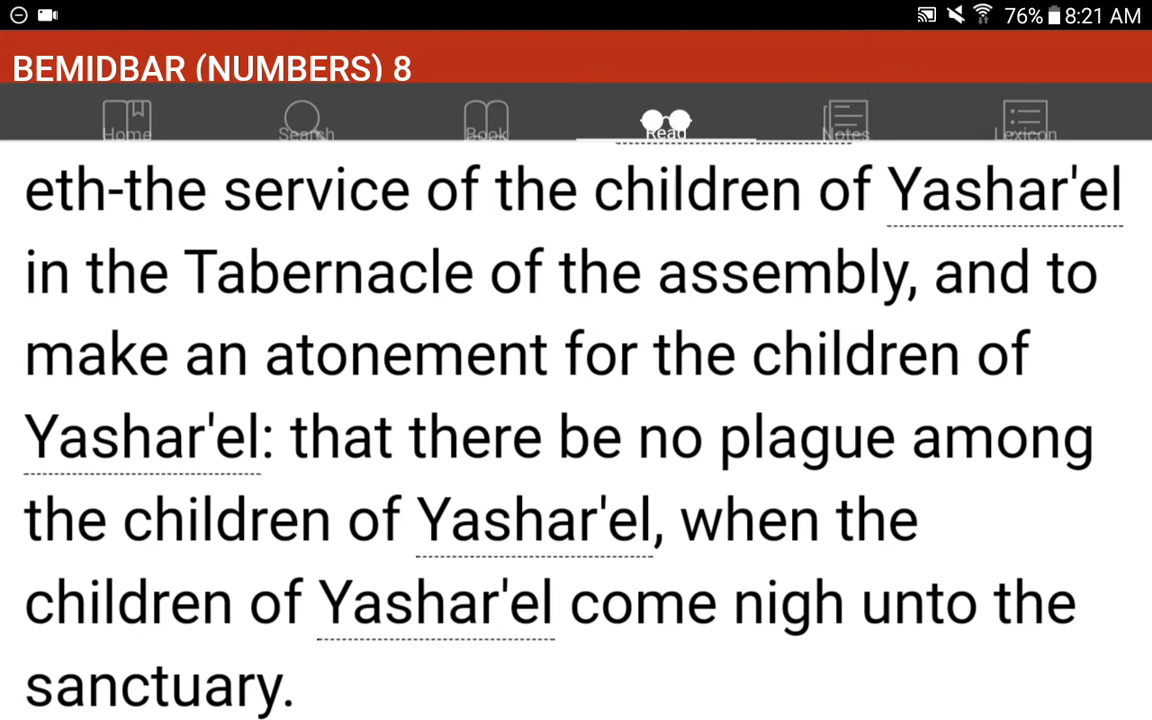 76% 8:21 AM
BEMIDBAR (NUMBERS) 8
Home Search Book Read Notes Lexicon
eth-the service of the children of Yashar'el
in the Tabernacle of the assembly, and to
make an atonement for the children of
Yashar'el: that there be no plague among
the children of Yashar'el, when the
children of Yashar'el come nigh unto the
sanctuary.